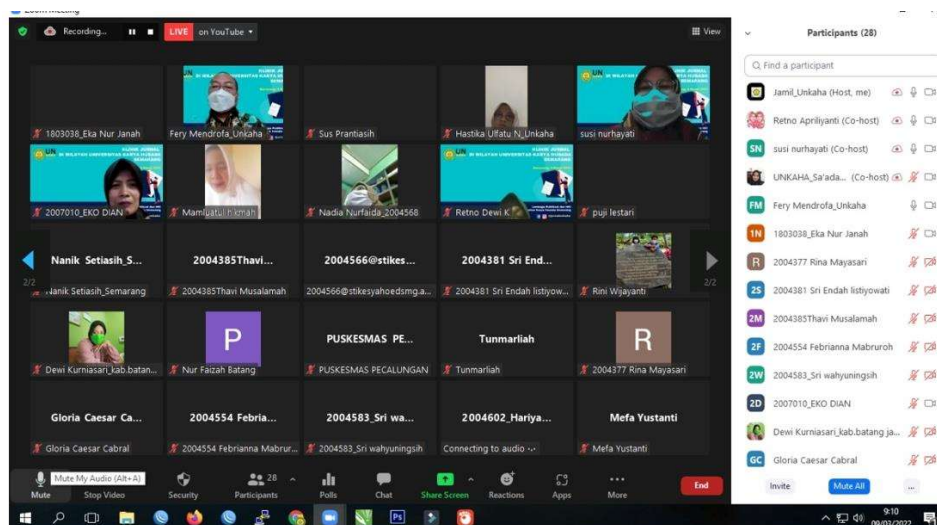 Zoom Meeting
Recording...
LIVE on YouTube
View
1803038_Eka Nur Janah
Fery Mendrofa_Unkaha
Sus Prantiasih
Hastika Ulfatu N_Unkaha
susi nurhayati
2007010_EKO DIAN
Mamluatul hikmah
Nadia Nurfaida_2004568
Retno Dewi K
puji lestari
Nanik Setiasih_S...
2004385Thavi...
2004566@stikes...
2004381 Sri End...
2/2
Nanik Setiasih_Semarang
2004385Thavi Musalamah
2004566@stikesyahoedsmg.a...
2004381 Sri Endah listiyow...
Rini Wijayanti
2/2
P
PUSKESMAS PE...
Tunmarliah
R
Dewi Kurniasari_kab.batan...
Nur Faizah Batang
PUSKESMAS PECALUNGAN
Tunmarliah
2004377 Rina Mayasari
Gloria Caesar Ca...
2004554 Febria...
2004583_Sri wa...
2004602_Hariya...
Mefa Yustanti
Gloria Caesar Cabral
2004554 Febrianna Mabrur...
2004583_Sri wahyuningsih
Connecting to audio
Mefa Yustanti
Mute My Audio (Alt+A)
Mute
Stop Video
Security
28
Participants
Polls
Chat
Share Screen
Reactions
Apps
More
End
Participants (28)
Find a participant
Jamil_Unkaha (Host, me)
Retno Apriliyanti (Co-host)
SN susi nurhayati (Co-host)
UNKAHA_Sa'ada... (Co-host)
FM Fery Mendrofa_Unkaha
1N 1803038_Eka Nur Janah
R 2004377 Rina Mayasari
2S 2004381 Sri Endah listiyowati
2M 2004385Thavi Musalamah
2F 2004554 Febrianna Mabruroh
2W 2004583_Sri wahyuningsih
2D 2007010_EKO DIAN
Dewi Kurniasari_kab.batang ja...
GC Gloria Caesar Cabral
Invite
Mute All
...
9:10
09/03/2022